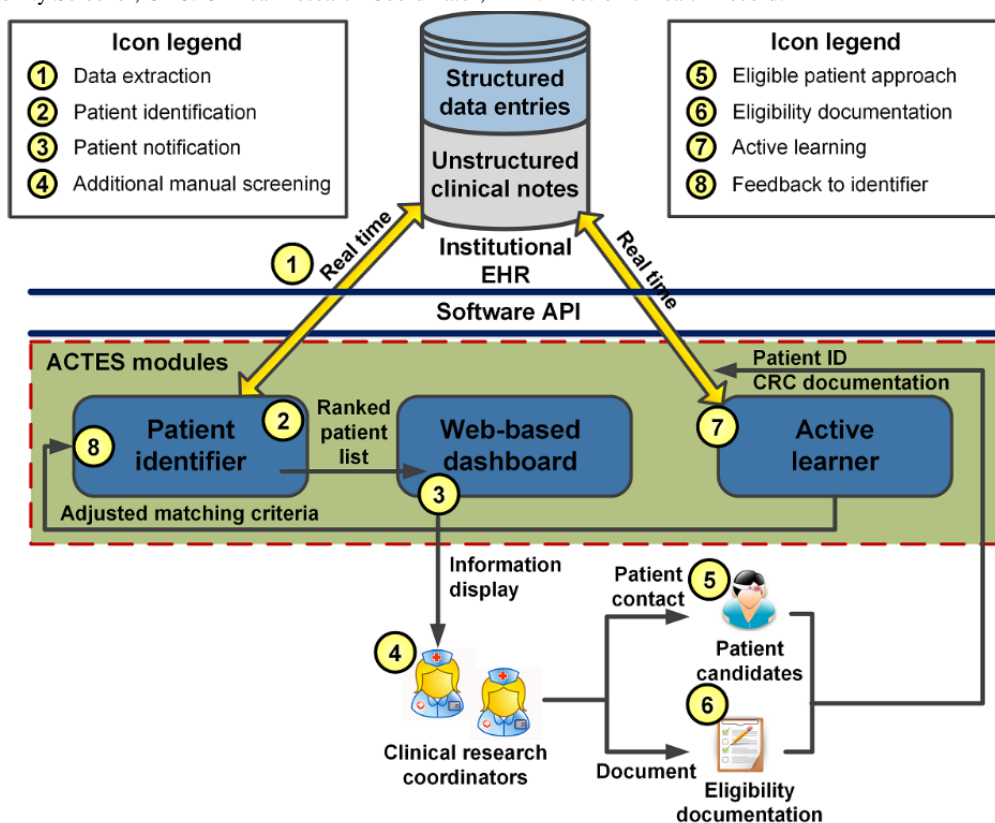 Icon legend
1 Data extraction
2 Patient identification
3 Patient notification
4 Additional manual screening
Structured
data entries
Unstructured
clinical notes
Icon legend
5 Eligible patient approach
6 Eligibility documentation
7 Active learning
8 Feedback to identifier
1
Real time
Institutional
EHR
Real time
Software API
ACTES modules
Patient ID
CRC documentation
8
Patient
identifier
2
Ranked
patient
list
Web-based
dashboard
3
7
Active
learner
Adjusted matching criteria
Information
display
Patient
contact
5
Patient
candidates
4
Clinical research
coordinators
6
Document
Eligibility
documentation